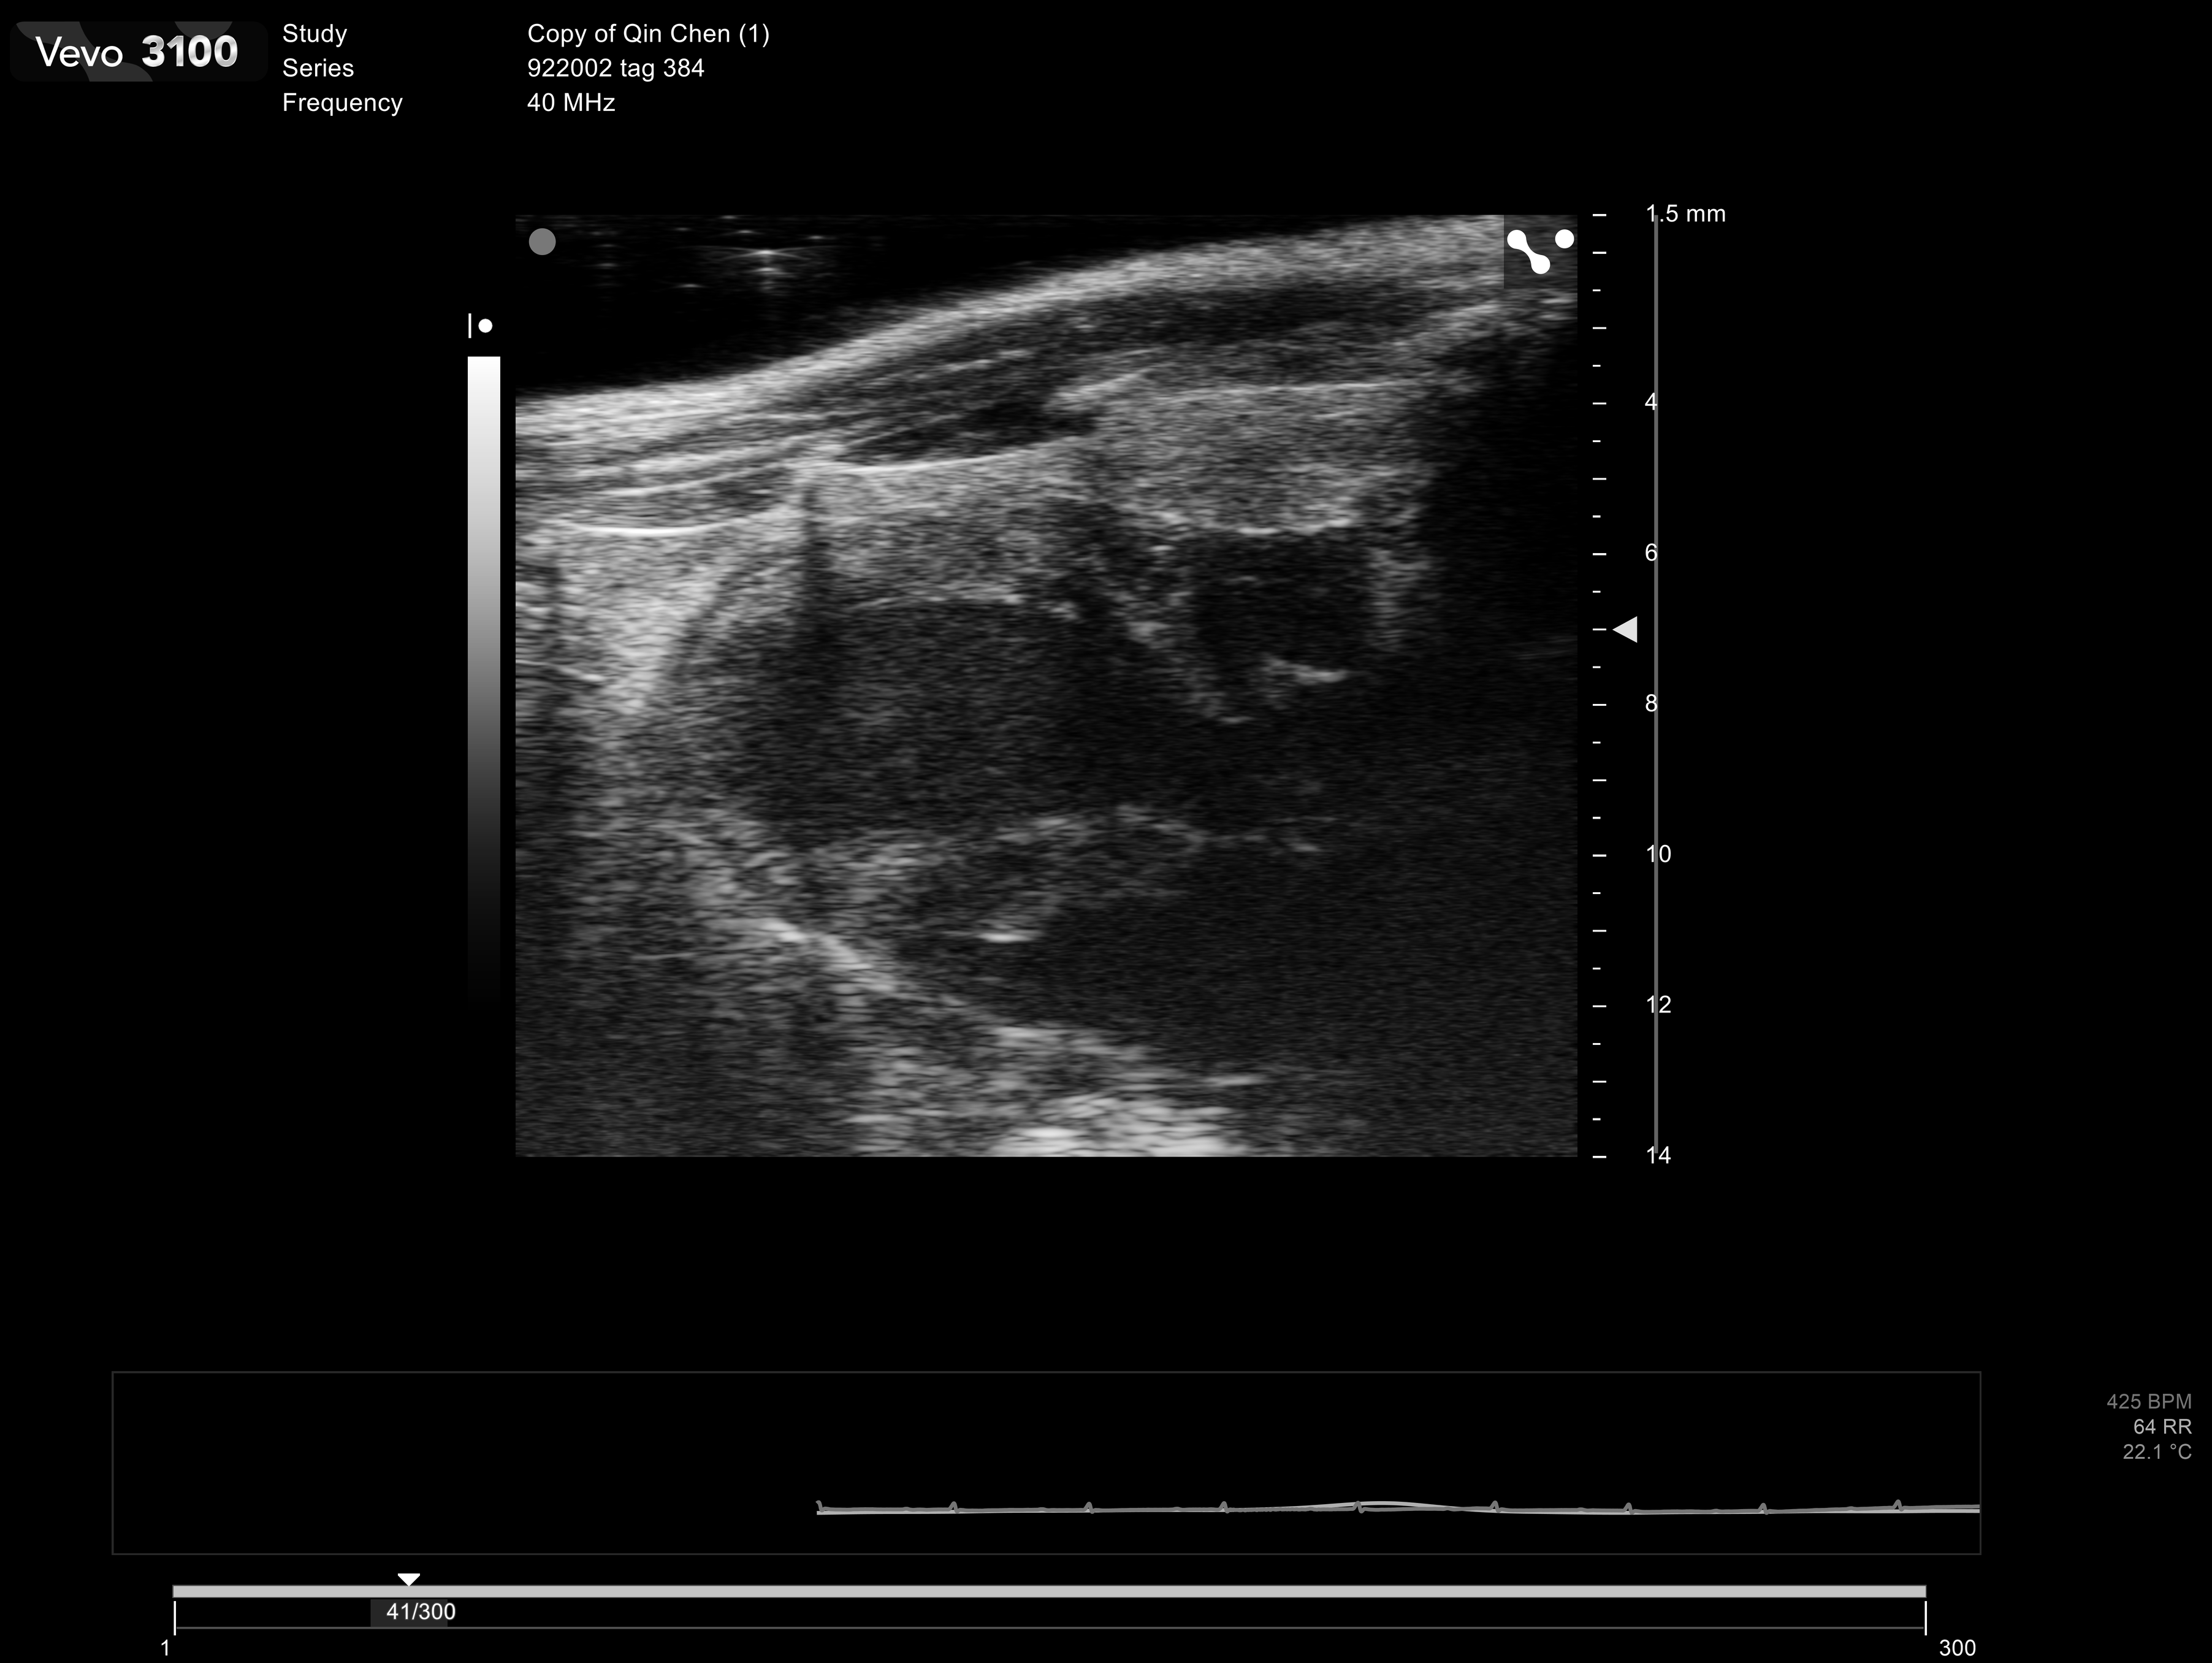 Vevo 3100
Study Copy of Qin Chen (1)
Series 922002 tag 384
Frequency 40 MHz
1.5 mm
4
6
8
10
12
14
425 BPM
64 RR
22.1 °C
41/300
1 300